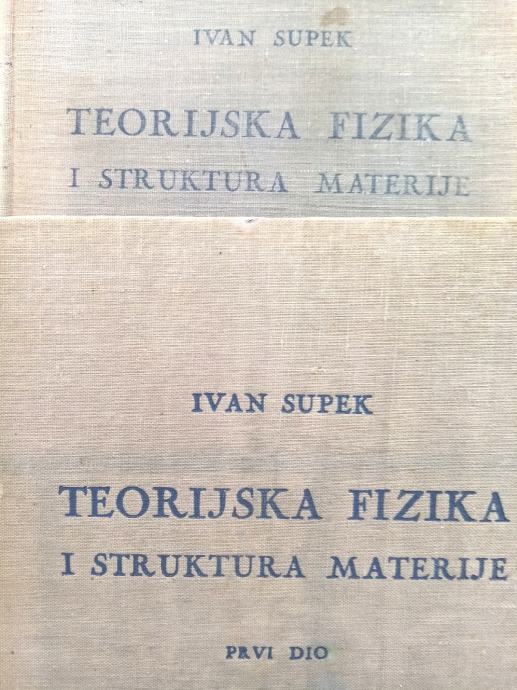 IVAN SUPEK
TEORIJSKA FIZIKA
I STRUKTURA MATERIJE
IVAN SUPEK
TEORIJSKA FIZIKA
I STRUKTURA MATERIJE
PRVI DIO